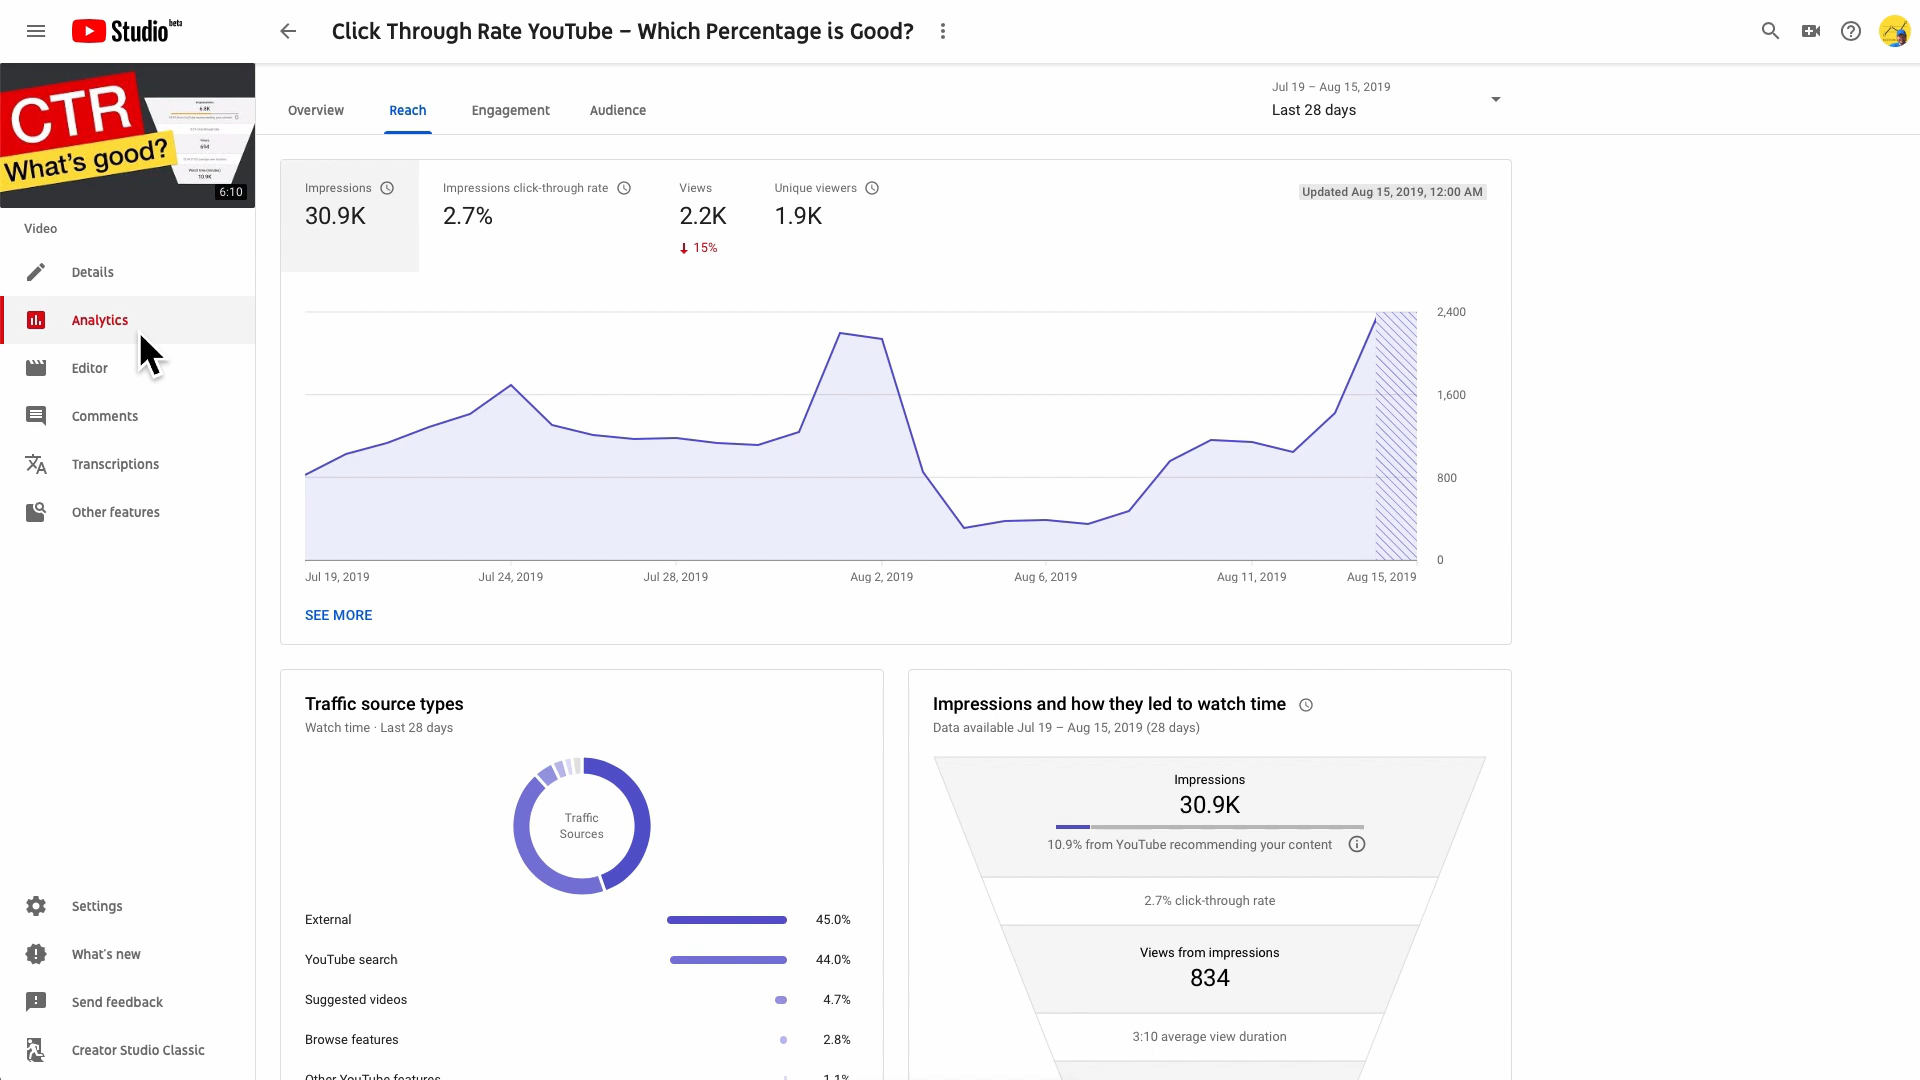 Studio beta
Click Through Rate YouTube – Which Percentage is Good?
CTR
What's good?
6:10
Video
Details
Analytics
Editor
Comments
Transcriptions
Other features
Settings
What's new
Send feedback
Creator Studio Classic
Overview
Reach
Engagement
Audience
Jul 19 – Aug 15, 2019
Last 28 days
Impressions
30.9K
Impressions click-through rate
2.7%
Views
2.2K
15%
Unique viewers
1.9K
Updated Aug 15, 2019, 12:00 AM
2,400
1,600
800
0
Jul 19, 2019
Jul 24, 2019
Jul 28, 2019
Aug 2, 2019
Aug 6, 2019
Aug 11, 2019
Aug 15, 2019
SEE MORE
Traffic source types
Watch time · Last 28 days
Traffic
Sources
External 45.0%
YouTube search 44.0%
Suggested videos 4.7%
Browse features 2.8%
Other YouTube features 1.1%
Impressions and how they led to watch time
Data available Jul 19 – Aug 15, 2019 (28 days)
Impressions
30.9K
10.9% from YouTube recommending your content
2.7% click-through rate
Views from impressions
834
3:10 average view duration